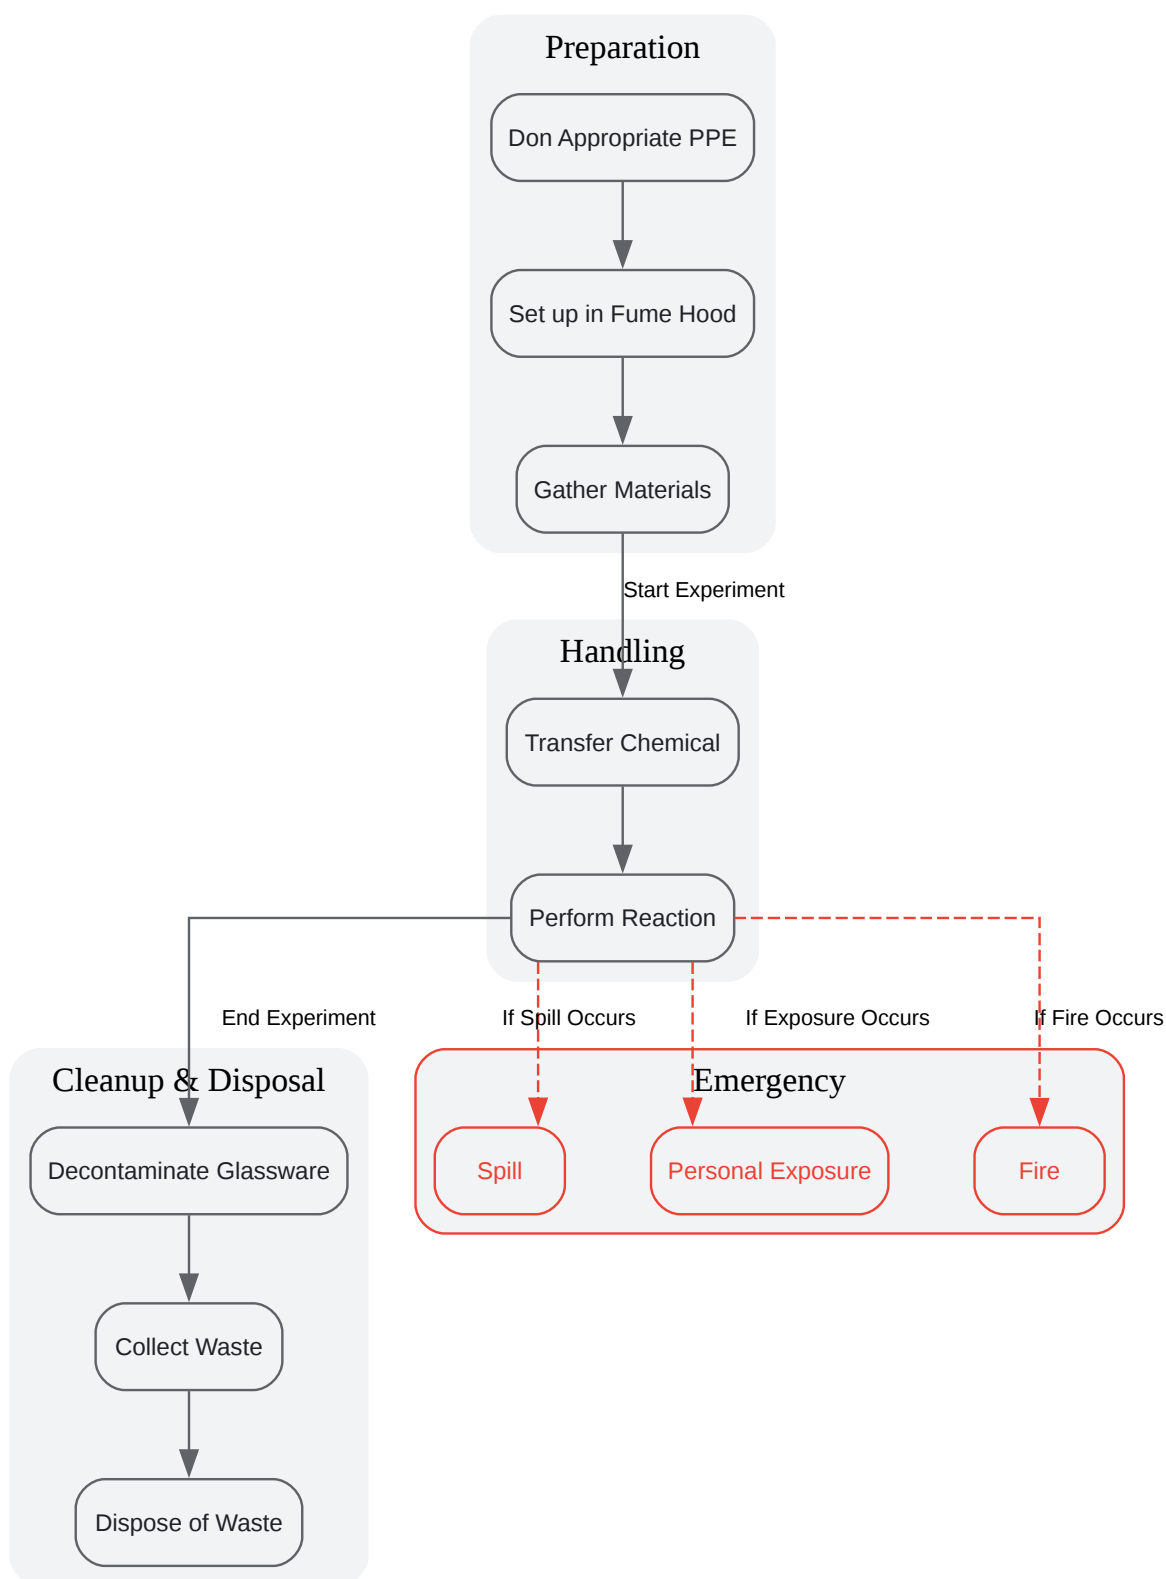 Preparation
Don Appropriate PPE
Set up in Fume Hood
Gather Materials
Start Experiment
Handling
Transfer Chemical
Perform Reaction
End Experiment
If Spill Occurs
If Exposure Occurs
If Fire Occurs
Cleanup & Disposal
Emergency
Decontaminate Glassware
Spill
Personal Exposure
Fire
Collect Waste
Dispose of Waste